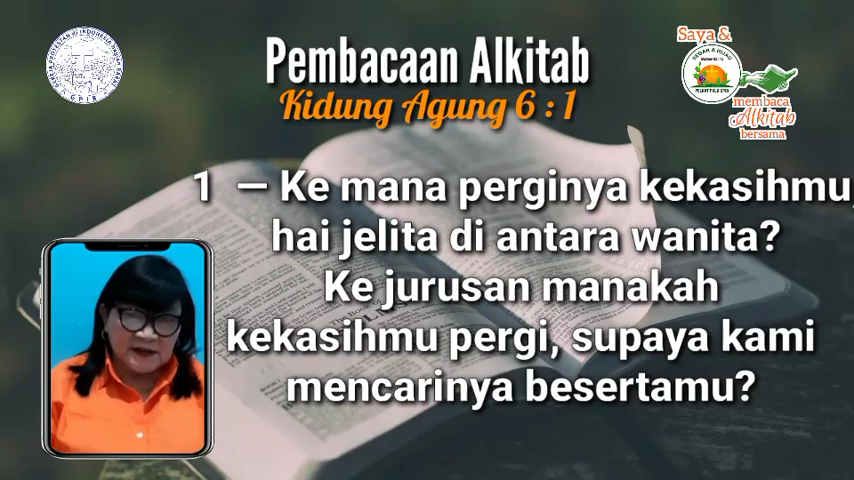 Pembacaan Alkitab
Kidung Agung 6 : 1
Saya &
membaca
Alkitab
bersama
GPIB
1 — Ke mana perginya kekasihmu,
hai jelita di antara wanita?
Ke jurusan manakah
kekasihmu pergi, supaya kami
mencarinya besertamu?